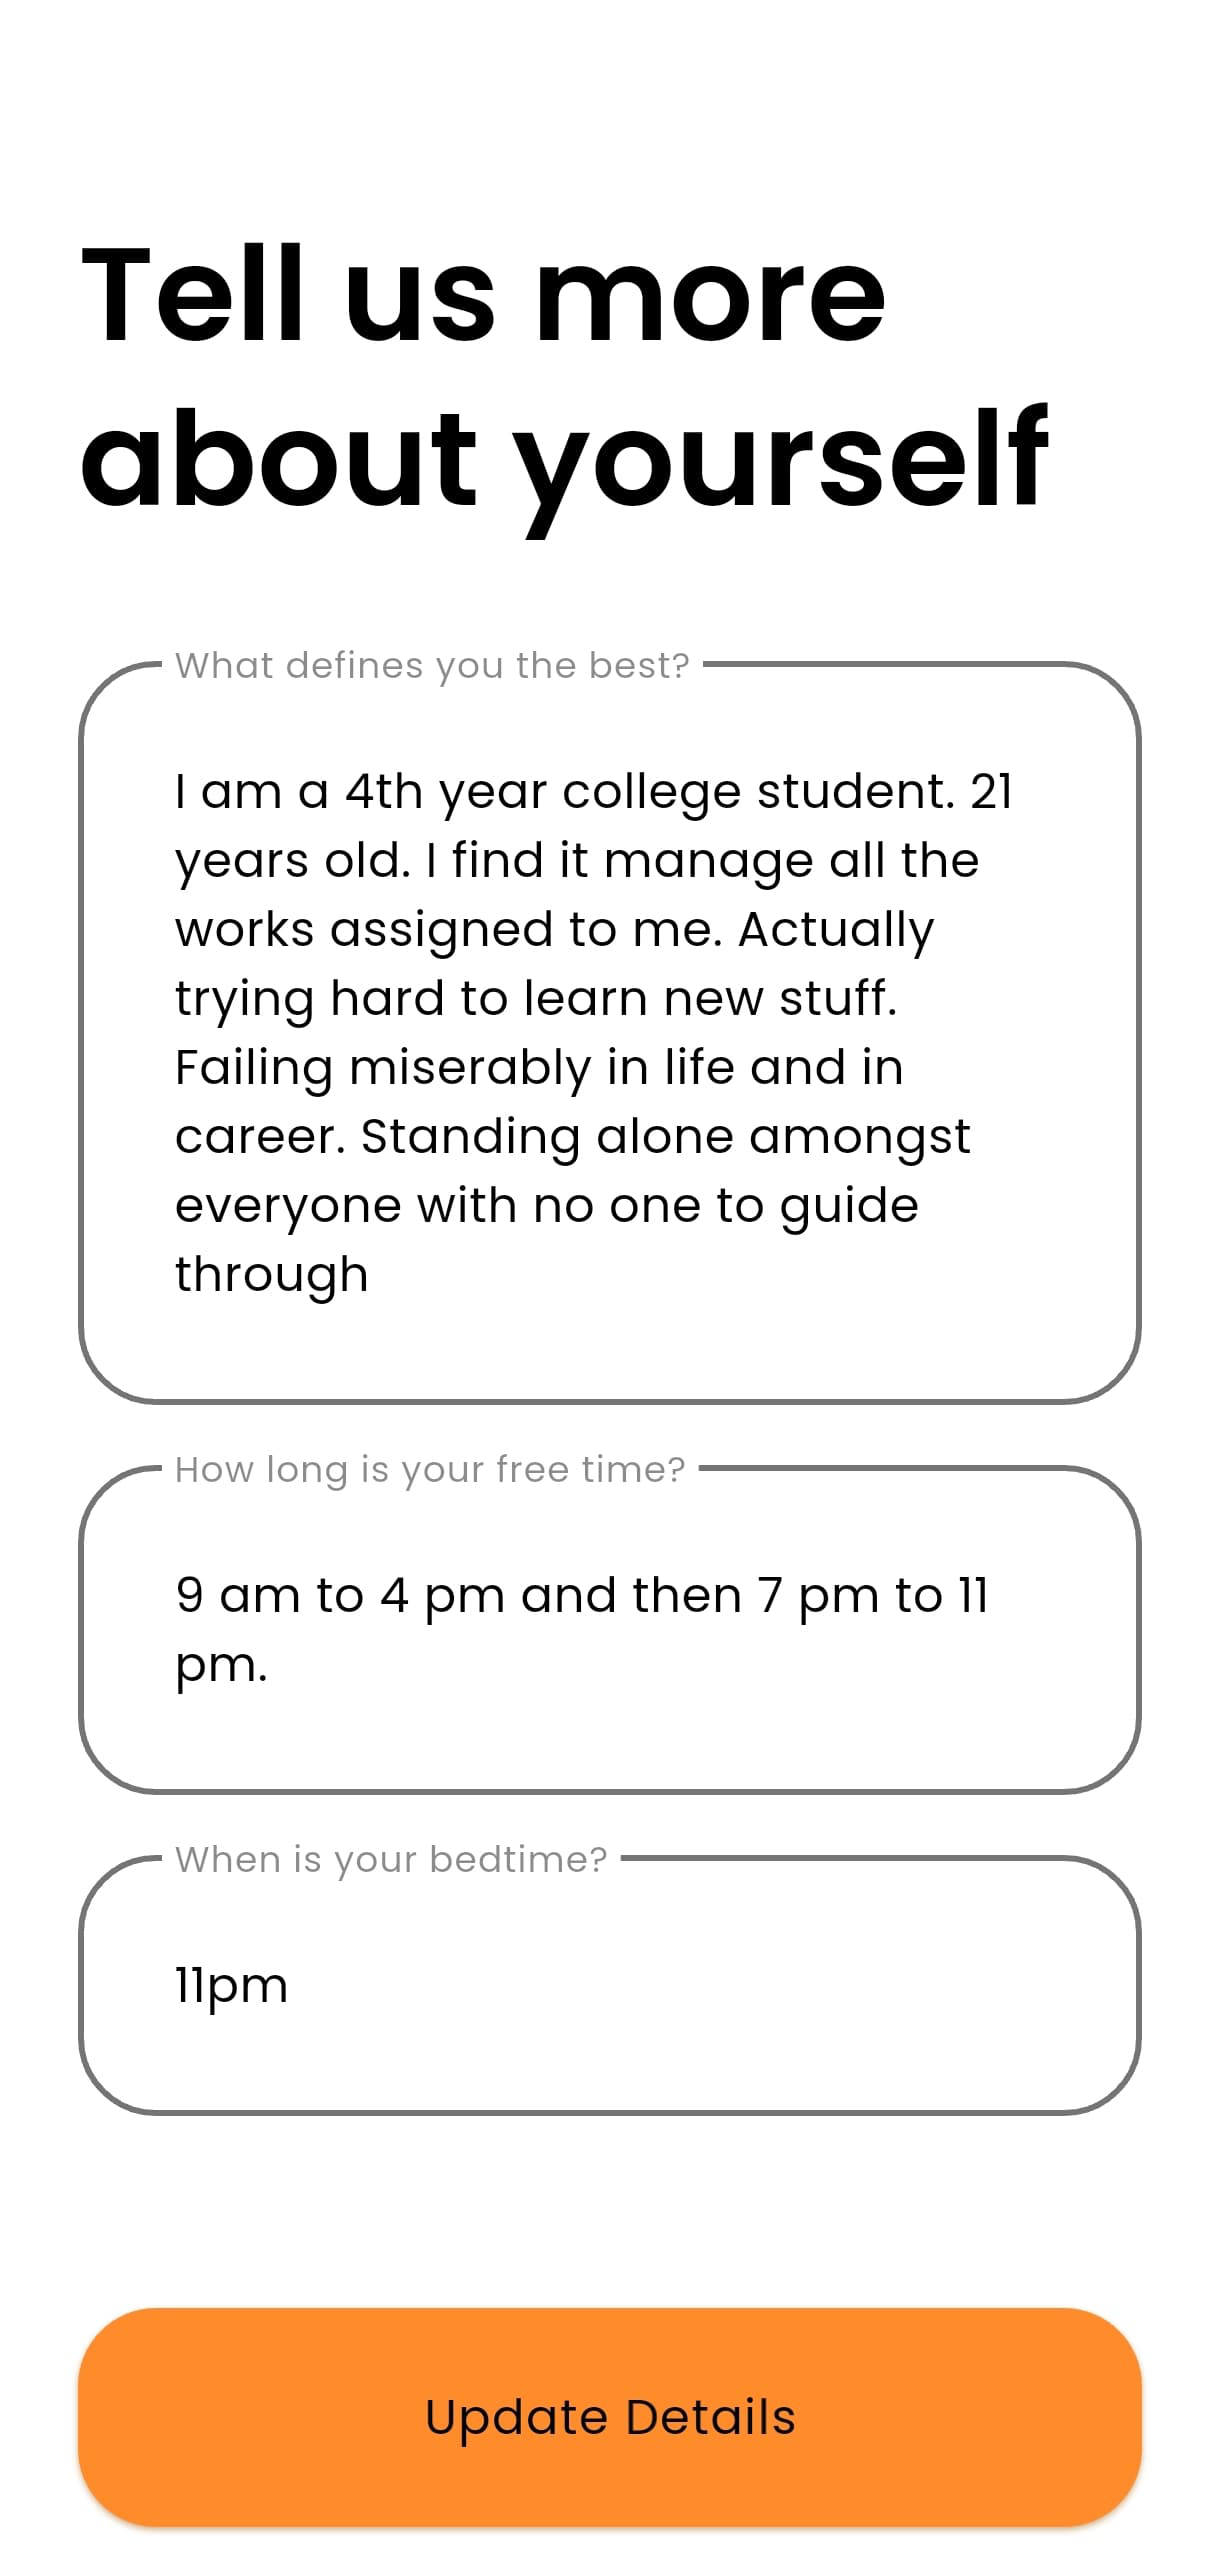 Tell us more
about yourself
What defines you the best?
I am a 4th year college student. 21
years old. I find it manage all the
works assigned to me. Actually
trying hard to learn new stuff.
Failing miserably in life and in
career. Standing alone amongst
everyone with no one to guide
through
How long is your free time?
9 am to 4 pm and then 7 pm to 11
pm.
When is your bedtime?
11pm
Update Details